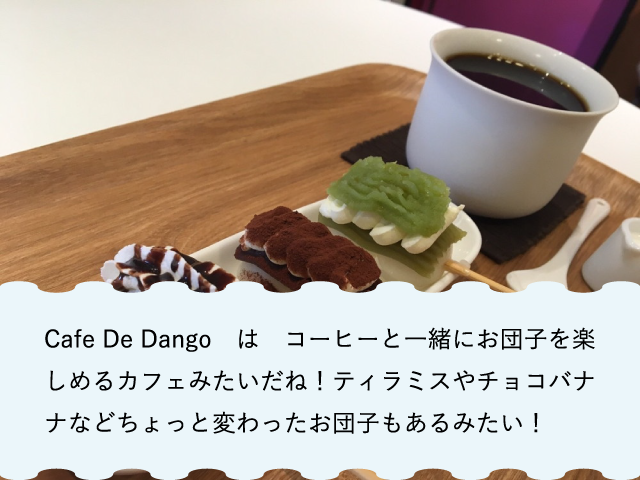 Cafe De Dango　は　コーヒーと一緒にお団子を楽
しめるカフェみたいだね！ティラミスやチョコバナ
ナなどちょっと変わったお団子もあるみたい！